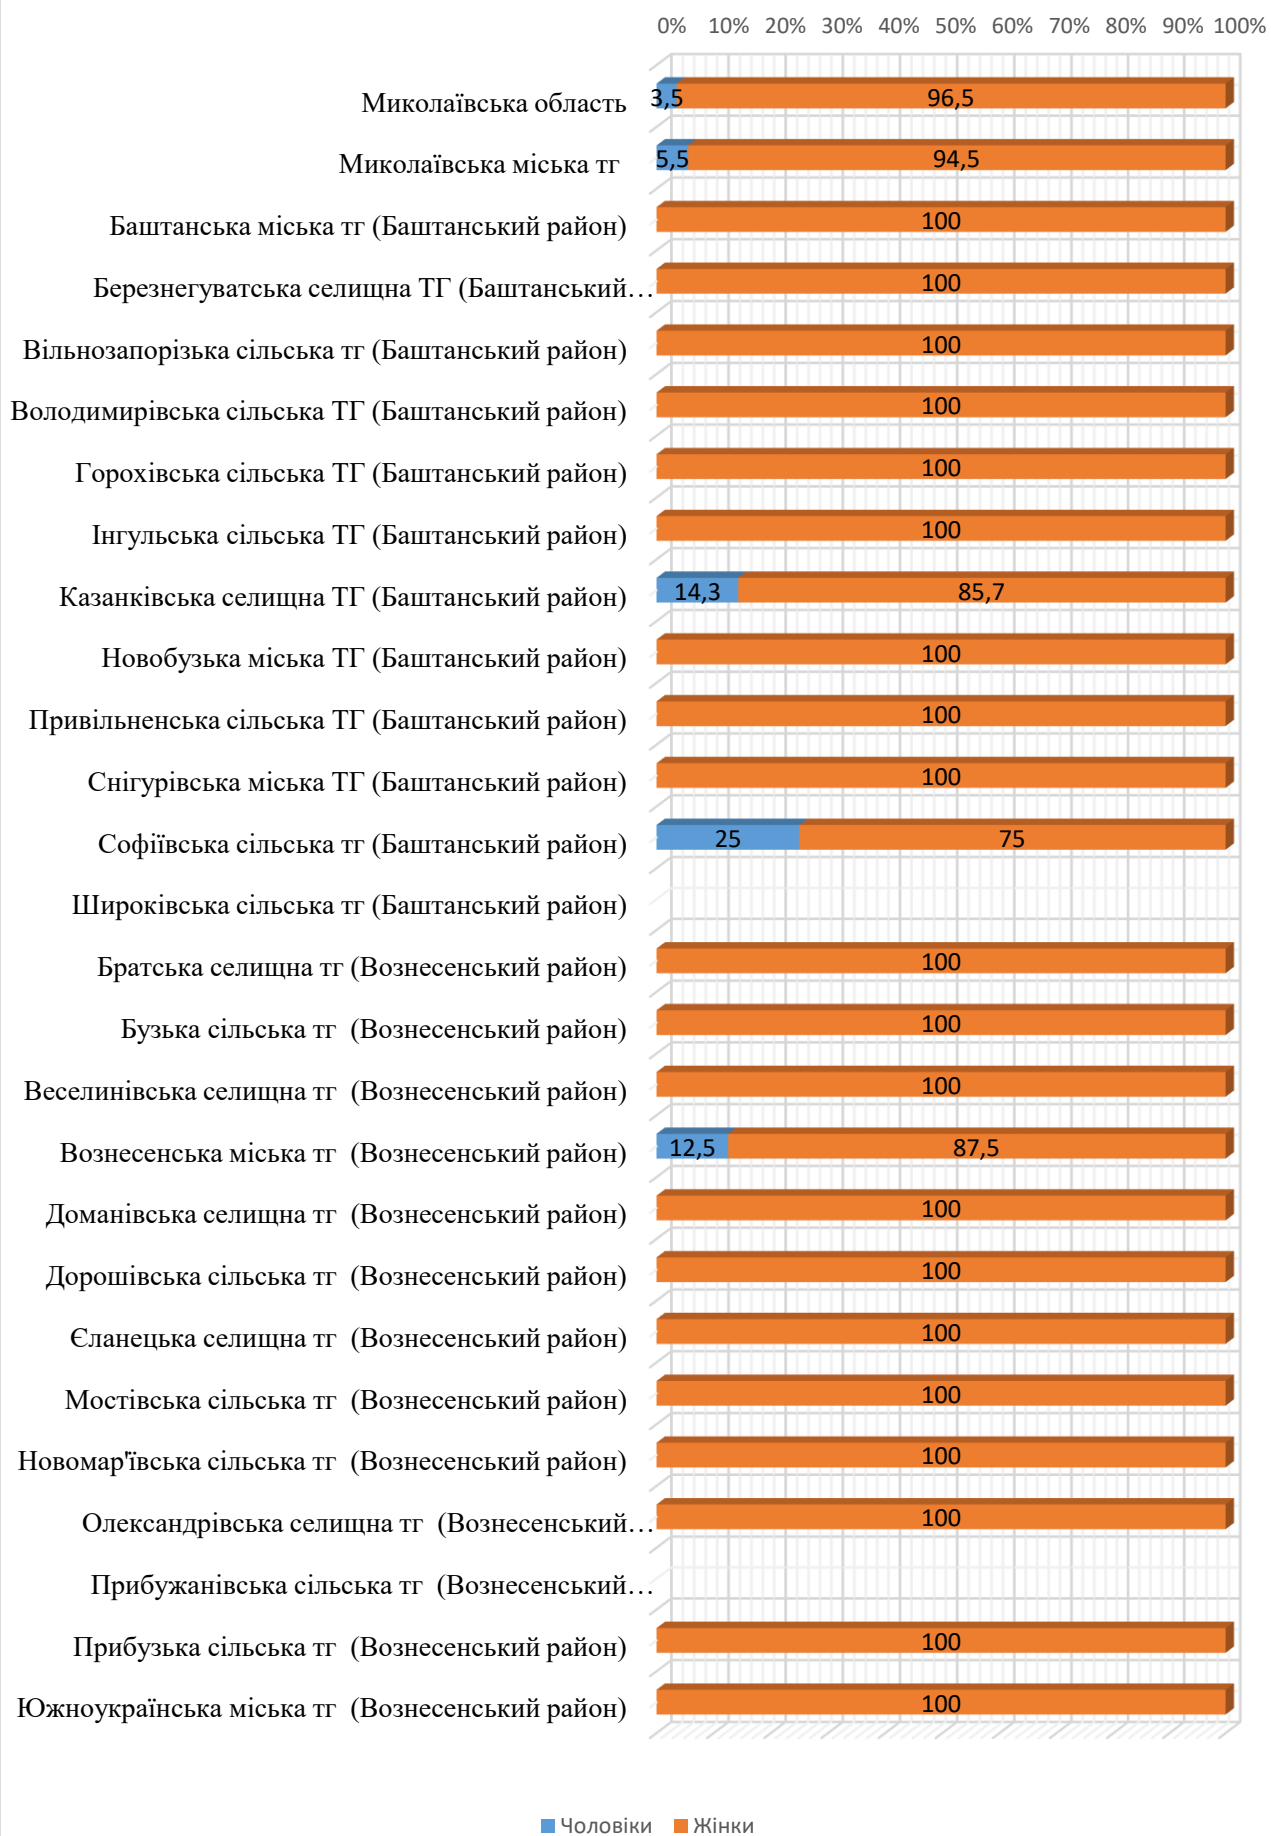 0% 10% 20% 30% 40% 50% 60% 70% 80% 90% 100%
Миколаївська область 3,5 96,5
Миколаївська міська тг 5,5 94,5
Баштанська міська тг (Баштанський район) 100
Березнегуватська селищна ТГ (Баштанський… 100
Вільнозапорізька сільська тг (Баштанський район) 100
Володимирівська сільська ТГ (Баштанський район) 100
Горохівська сільська ТГ (Баштанський район) 100
Інгульська сільська ТГ (Баштанський район) 100
Казанківська селищна ТГ (Баштанський район) 14,3 85,7
Новобузька міська ТГ (Баштанський район) 100
Привільненська сільська ТГ (Баштанський район) 100
Снігурівська міська ТГ (Баштанський район) 100
Софіївська сільська тг (Баштанський район) 25 75
Широківська сільська тг (Баштанський район)
Братська селищна тг (Вознесенський район) 100
Бузька сільська тг (Вознесенський район) 100
Веселинівська селищна тг (Вознесенський район) 100
Вознесенська міська тг (Вознесенський район) 12,5 87,5
Доманівська селищна тг (Вознесенський район) 100
Дорошівська сільська тг (Вознесенський район) 100
Єланецька селищна тг (Вознесенський район) 100
Мостівська сільська тг (Вознесенський район) 100
Новомар'ївська сільська тг (Вознесенський район) 100
Олександрівська селищна тг (Вознесенський… 100
Прибужанівська сільська тг (Вознесенський…
Прибузька сільська тг (Вознесенський район) 100
Южноукраїнська міська тг (Вознесенський район) 100
Чоловіки Жінки